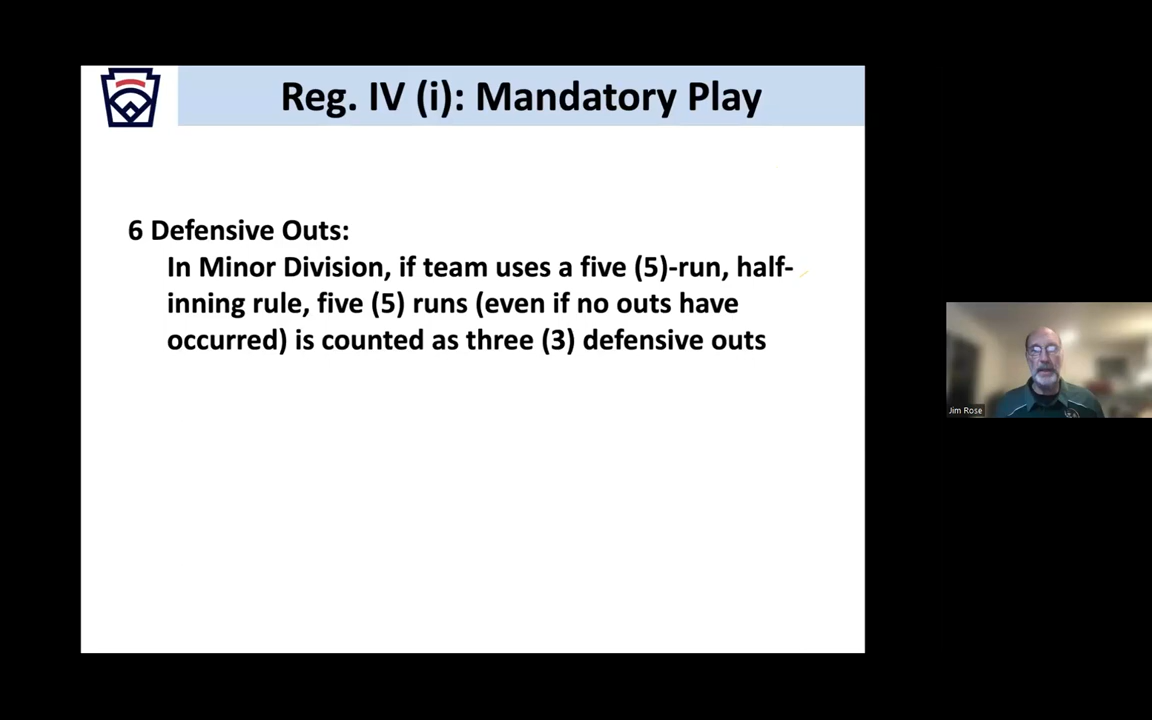 Reg. IV (i): Mandatory Play
6 Defensive Outs:
In Minor Division, if team uses a five (5)-run, half-
inning rule, five (5) runs (even if no outs have
occurred) is counted as three (3) defensive outs
Jim Rose